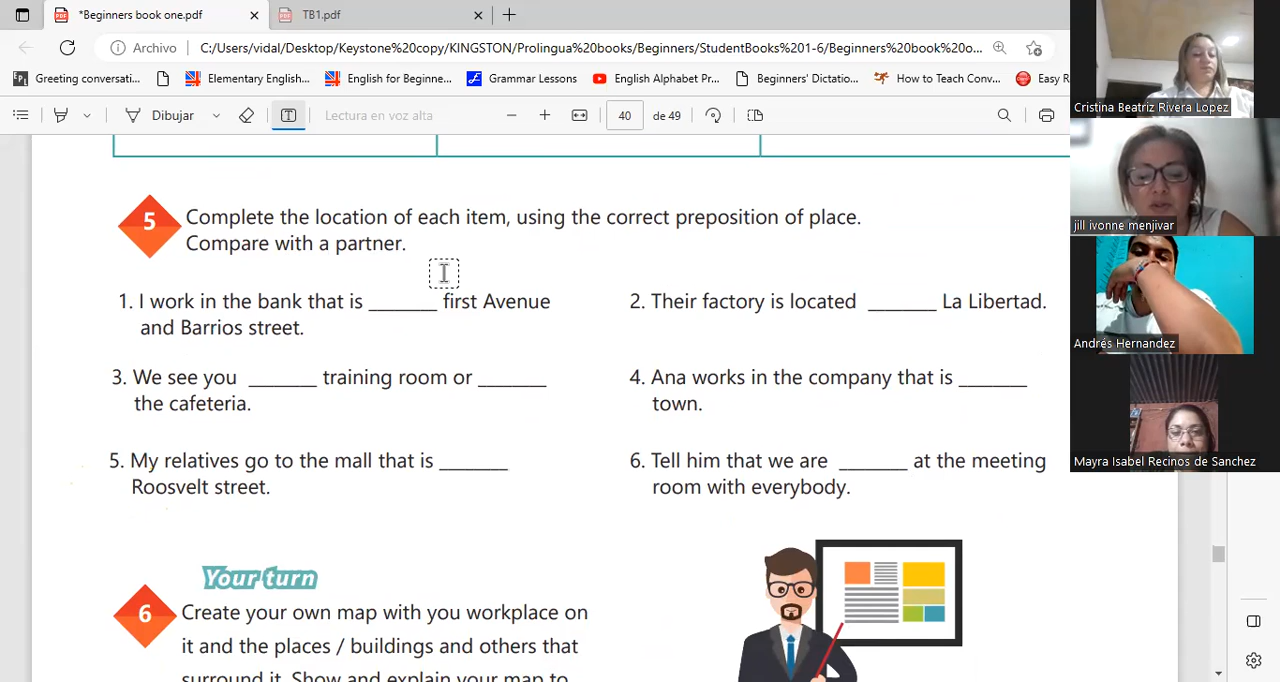 *Beginners book one.pdf
TB1.pdf
Archivo
C:/Users/vidal/Desktop/Keystone%20copy/KINGSTON/Prolingua%20books/Beginners/StudentBooks%201-6/Beginners%20book%20o...
Greeting conversati...
Elementary English...
English for Beginne...
Grammar Lessons
English Alphabet Pr...
Beginners' Dictatio...
How to Teach Conv...
Easy R
Dibujar
Lectura en voz alta
40
de 49
5
Complete the location of each item, using the correct preposition of place.
Compare with a partner.
1. I work in the bank that is _______ first Avenue
and Barrios street.
2. Their factory is located _______ La Libertad.
3. We see you _______ training room or _______
the cafeteria.
4. Ana works in the company that is _______
town.
5. My relatives go to the mall that is _______
Roosvelt street.
6. Tell him that we are _______ at the meeting
room with everybody.
Your turn
6
Create your own map with you workplace on
it and the places / buildings and others that
surround it. Show and explain your map to
Cristina Beatriz Rivera Lopez
jill ivonne menjivar
Andrés Hernandez
Mayra Isabel Recinos de Sanchez